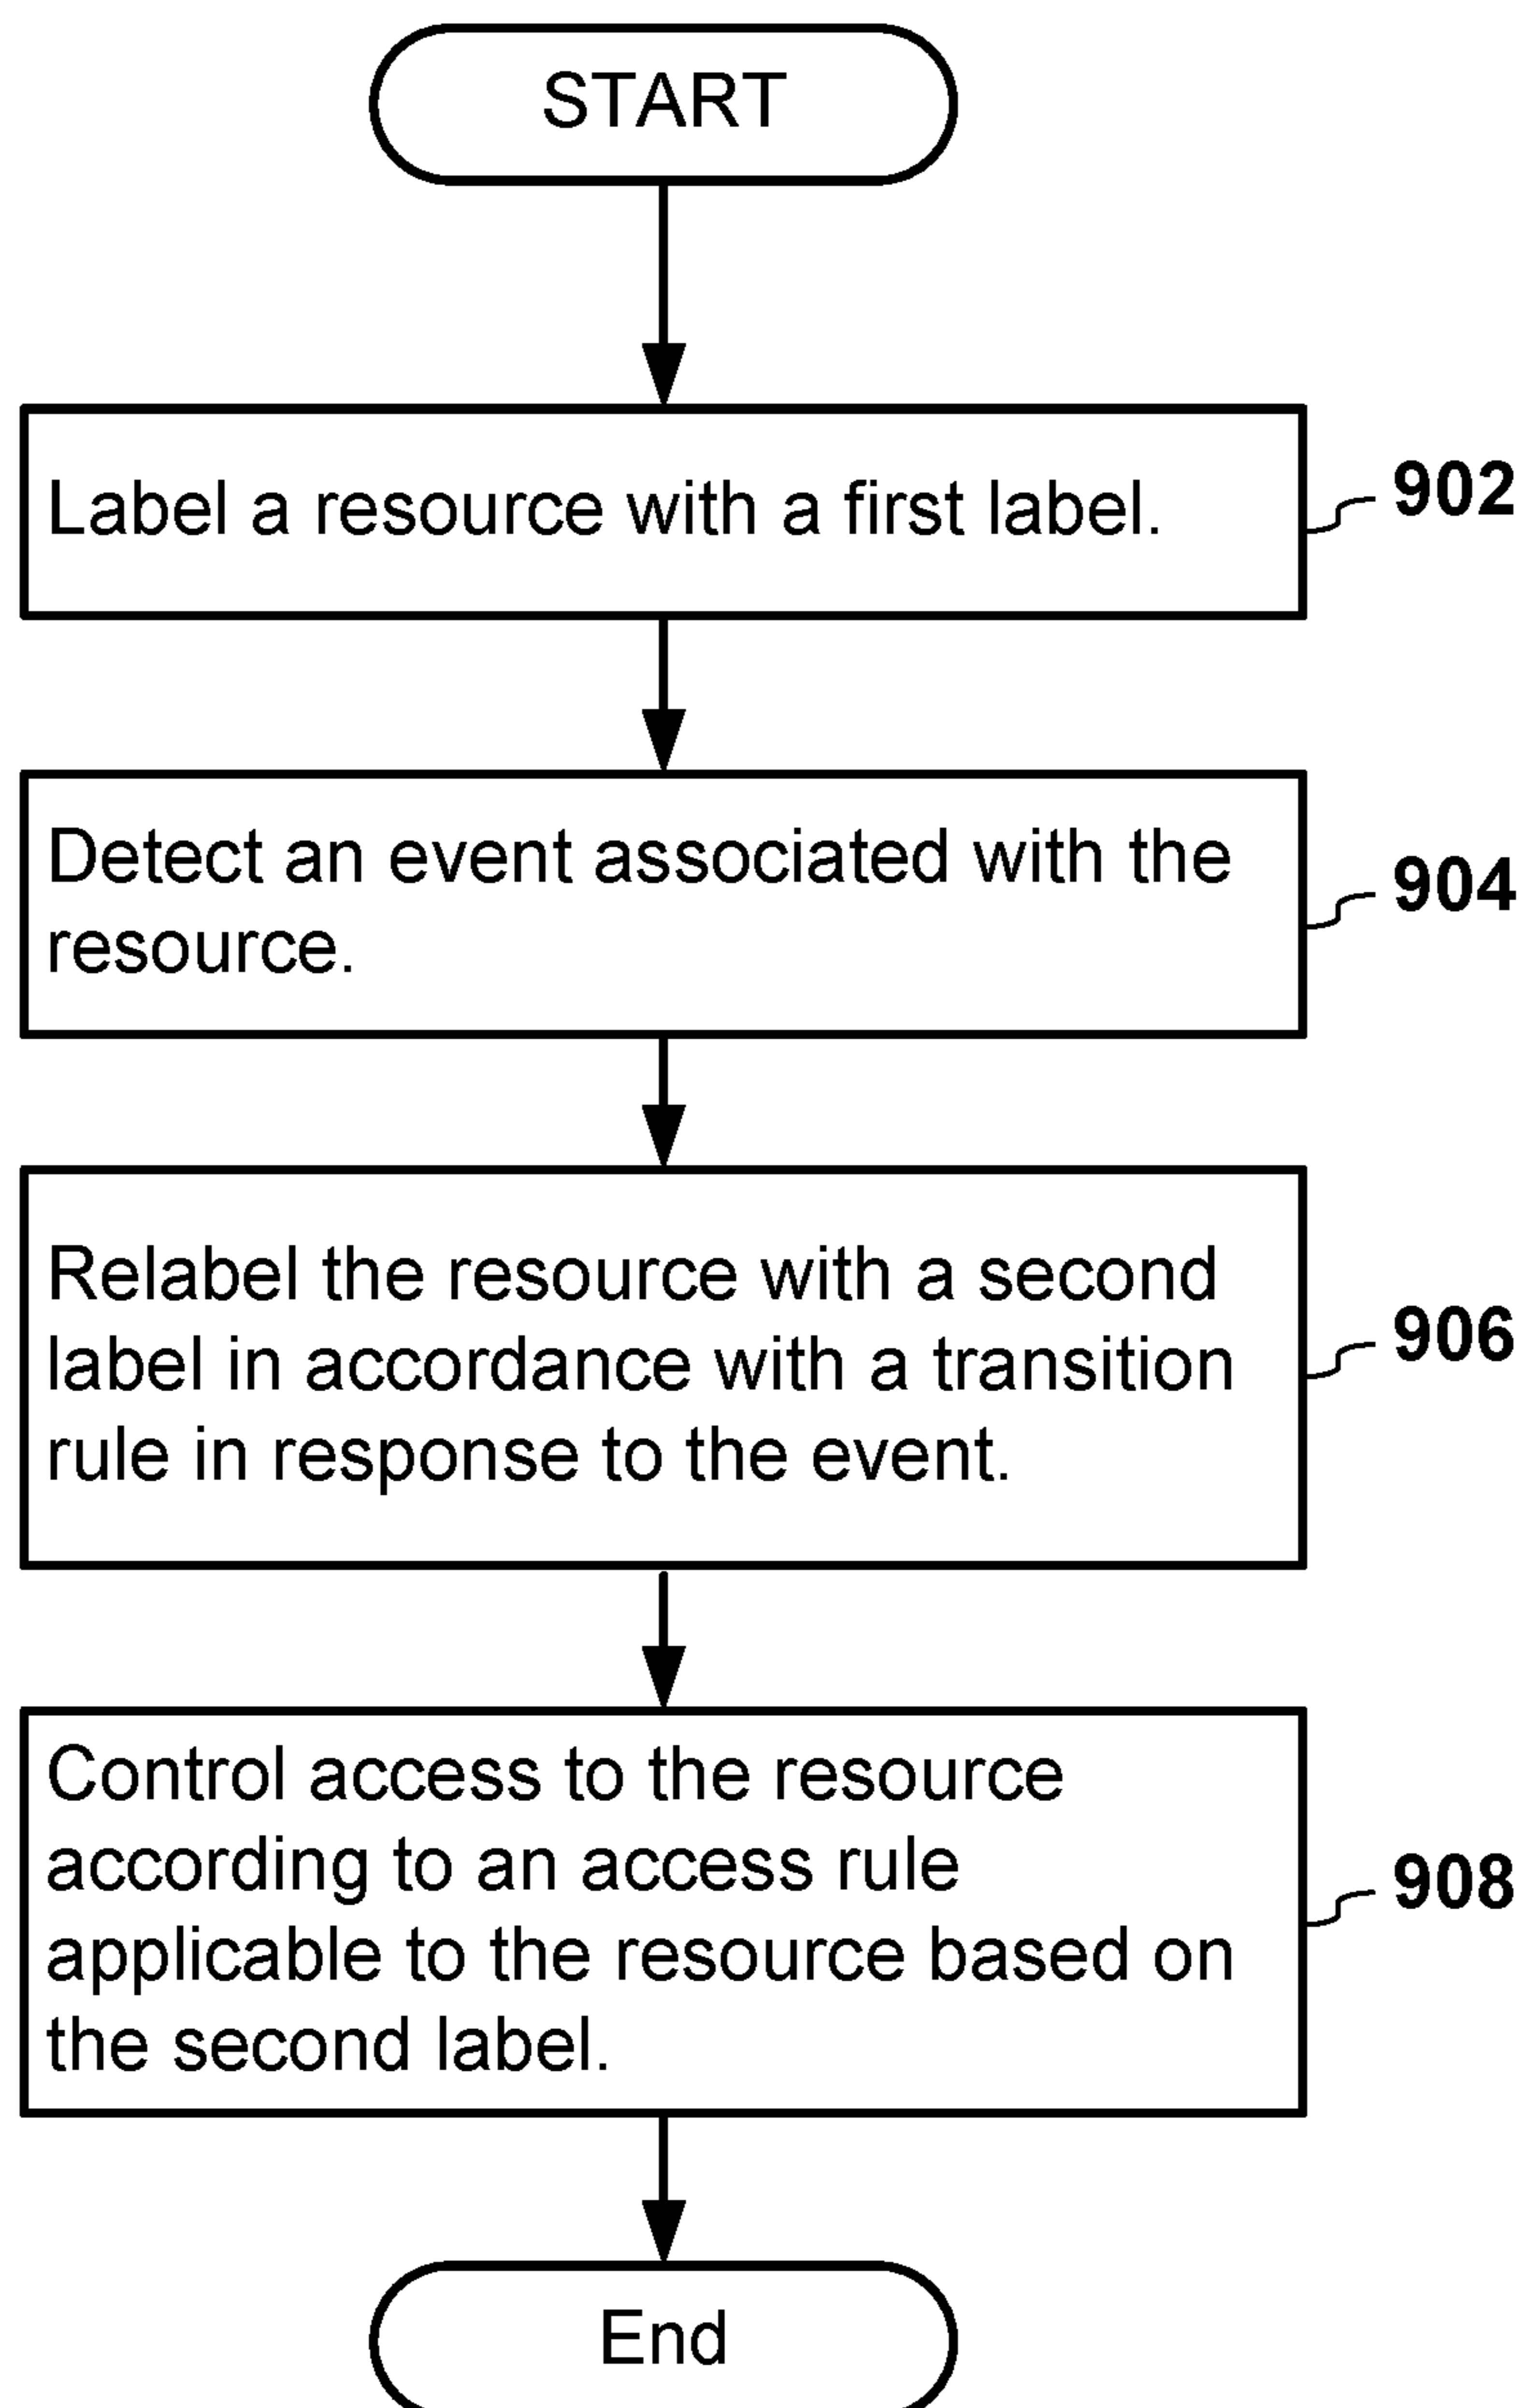 START
Label a resource with a first label.
902
Detect an event associated with the
resource.
904
Relabel the resource with a second
label in accordance with a transition
rule in response to the event.
906
Control access to the resource
according to an access rule
applicable to the resource based on
the second label.
908
End